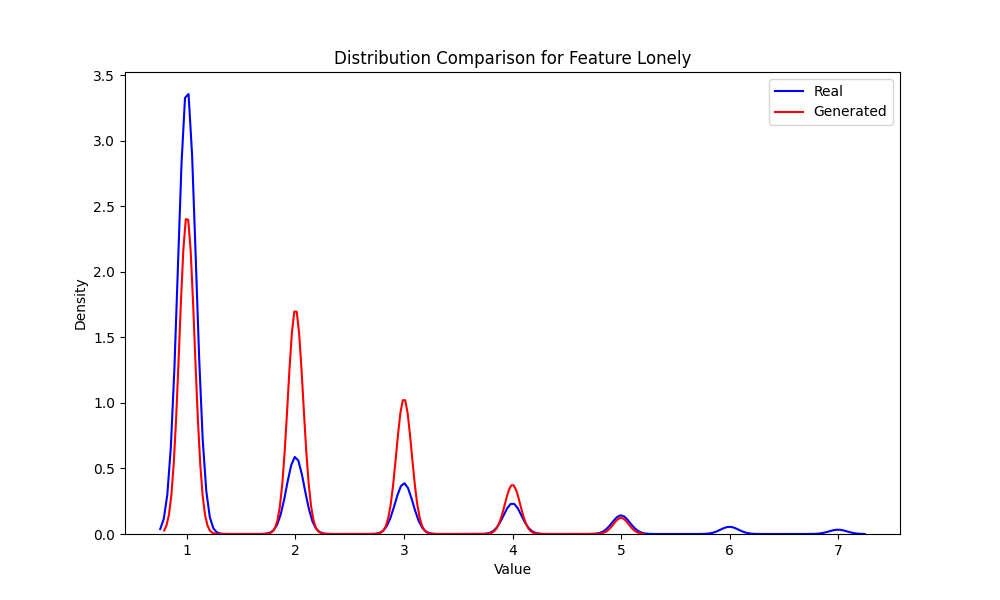 Distribution Comparison for Feature Lonely
Real
Generated
3.5
3.0
2.5
2.0
1.5
1.0
0.5
0.0
Density
1 2 3 4 5 6 7
Value